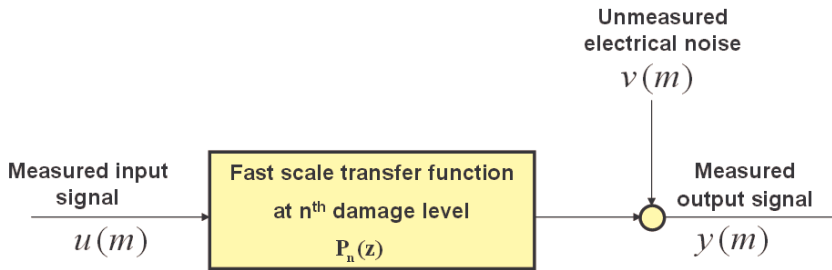 Unmeasured
electrical noise
v(m)
Measured input
signal
u(m)
Fast scale transfer function
at nth damage level
Pn(z)
Measured
output signal
y(m)